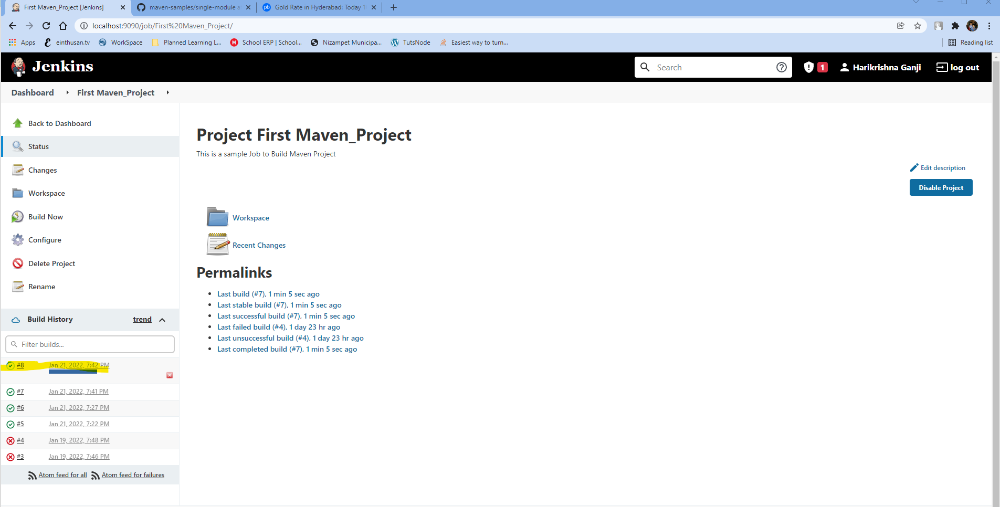 First Maven_Project [Jenkins]
maven-samples/single-module a
pb Gold Rate in Hyderabad: Today 1
localhost:9090/job/First%20Maven_Project/
Apps einthusan.tv WorkSpace Planned Learning L... M School ERP | School... Nizampet Municipa... TutsNode Easiest way to turn... Reading list
Jenkins Search 1 Harikrishna Ganji log out
Dashboard First Maven_Project
Back to Dashboard
Status
Changes
Workspace
Build Now
Configure
Delete Project
Rename
Build History trend
Filter builds...
#8 Jan 21, 2022, 7:42 PM
#7 Jan 21, 2022, 7:41 PM
#6 Jan 21, 2022, 7:27 PM
#5 Jan 21, 2022, 7:22 PM
#4 Jan 19, 2022, 7:48 PM
#3 Jan 19, 2022, 7:46 PM
Atom feed for all Atom feed for failures
Project First Maven_Project
This is a sample Job to Build Maven Project
Edit description
Disable Project
Workspace
Recent Changes
Permalinks
Last build (#7), 1 min 5 sec ago
Last stable build (#7), 1 min 5 sec ago
Last successful build (#7), 1 min 5 sec ago
Last failed build (#4), 1 day 23 hr ago
Last unsuccessful build (#4), 1 day 23 hr ago
Last completed build (#7), 1 min 5 sec ago